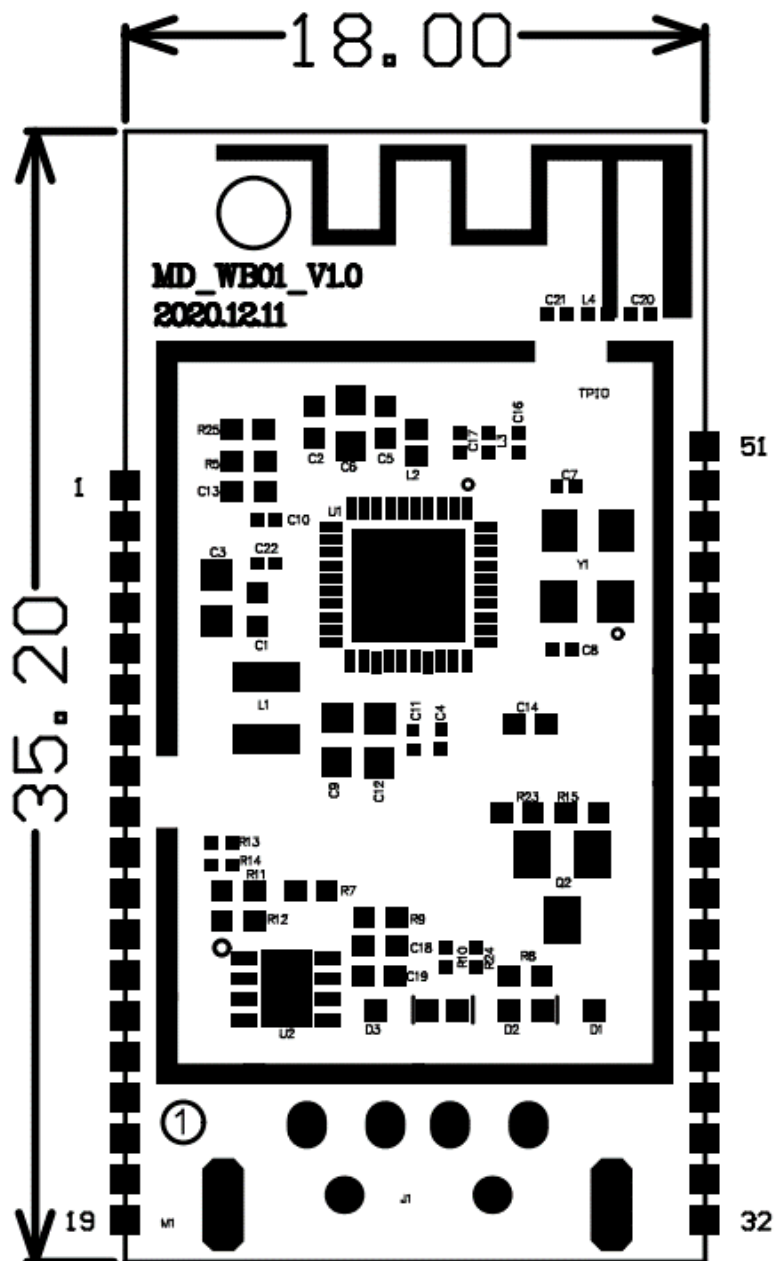 18.00
35.20
MD_WB01_V1.0
2020.12.11
C21 L4 C20
TPIO
51
R25
C2 C6 C5
L2
C17 L3 C16
R5
C13
1
C7
C10
U1
C3
C22
Y1
C1
C8
L1
C11 C4
C14
C9 C12
R23 R15
R13
R14
R11
R7
Q2
R12
R9
C18
R10 R24
R8
C19
U2
D3 D2 D1
1
19
M1
J1
32